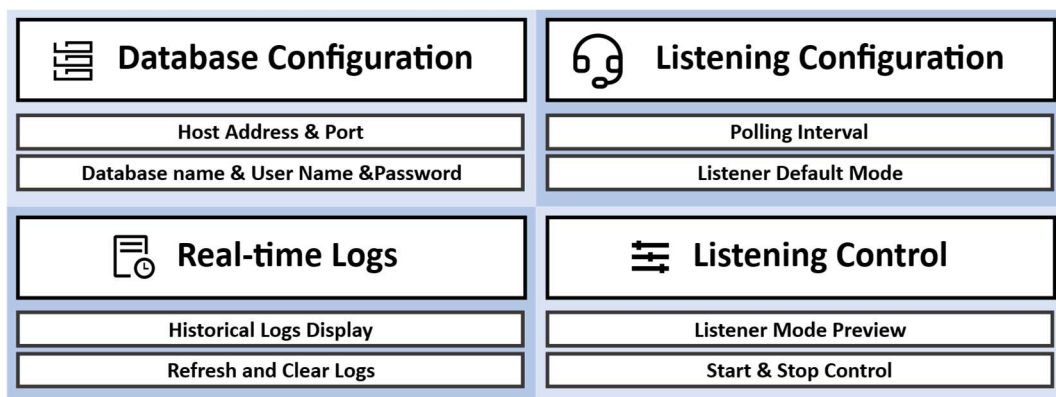 Database Configuration
Host Address & Port
Database name & User Name &Password
Listening Configuration
Polling Interval
Listener Default Mode
Real-time Logs
Historical Logs Display
Refresh and Clear Logs
Listening Control
Listener Mode Preview
Start & Stop Control